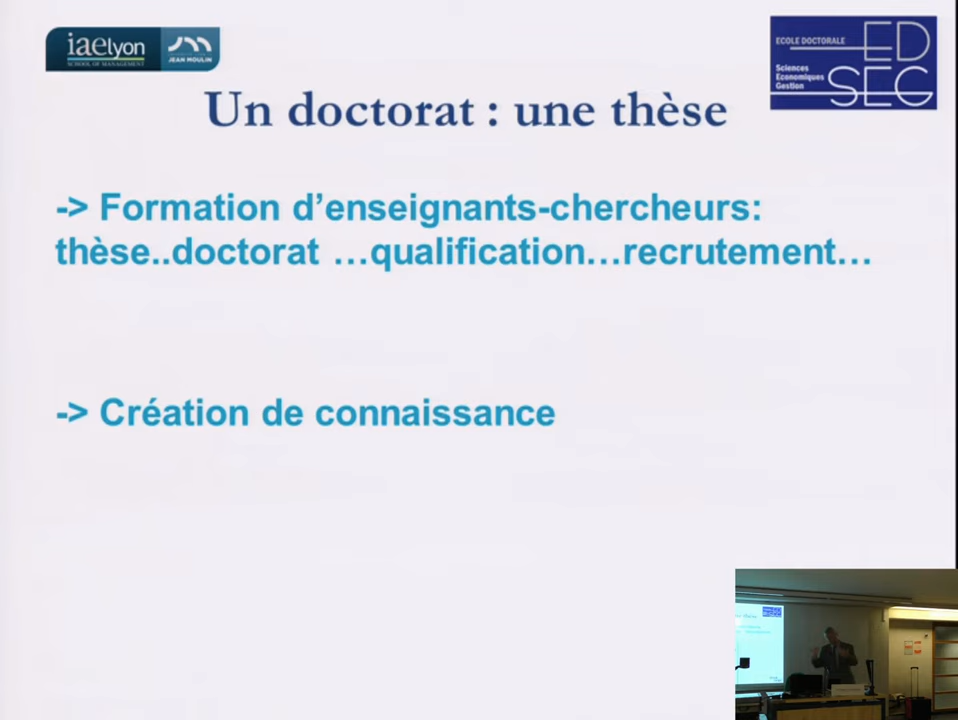 iaelyon
SCHOOL OF MANAGEMENT
JEAN MOULIN
ECOLE DOCTORALE
ED
Sciences
Economiques
Gestion
SEG
Un doctorat : une thèse
-> Formation d’enseignants-chercheurs:
thèse..doctorat …qualification…recrutement…
-> Création de connaissance